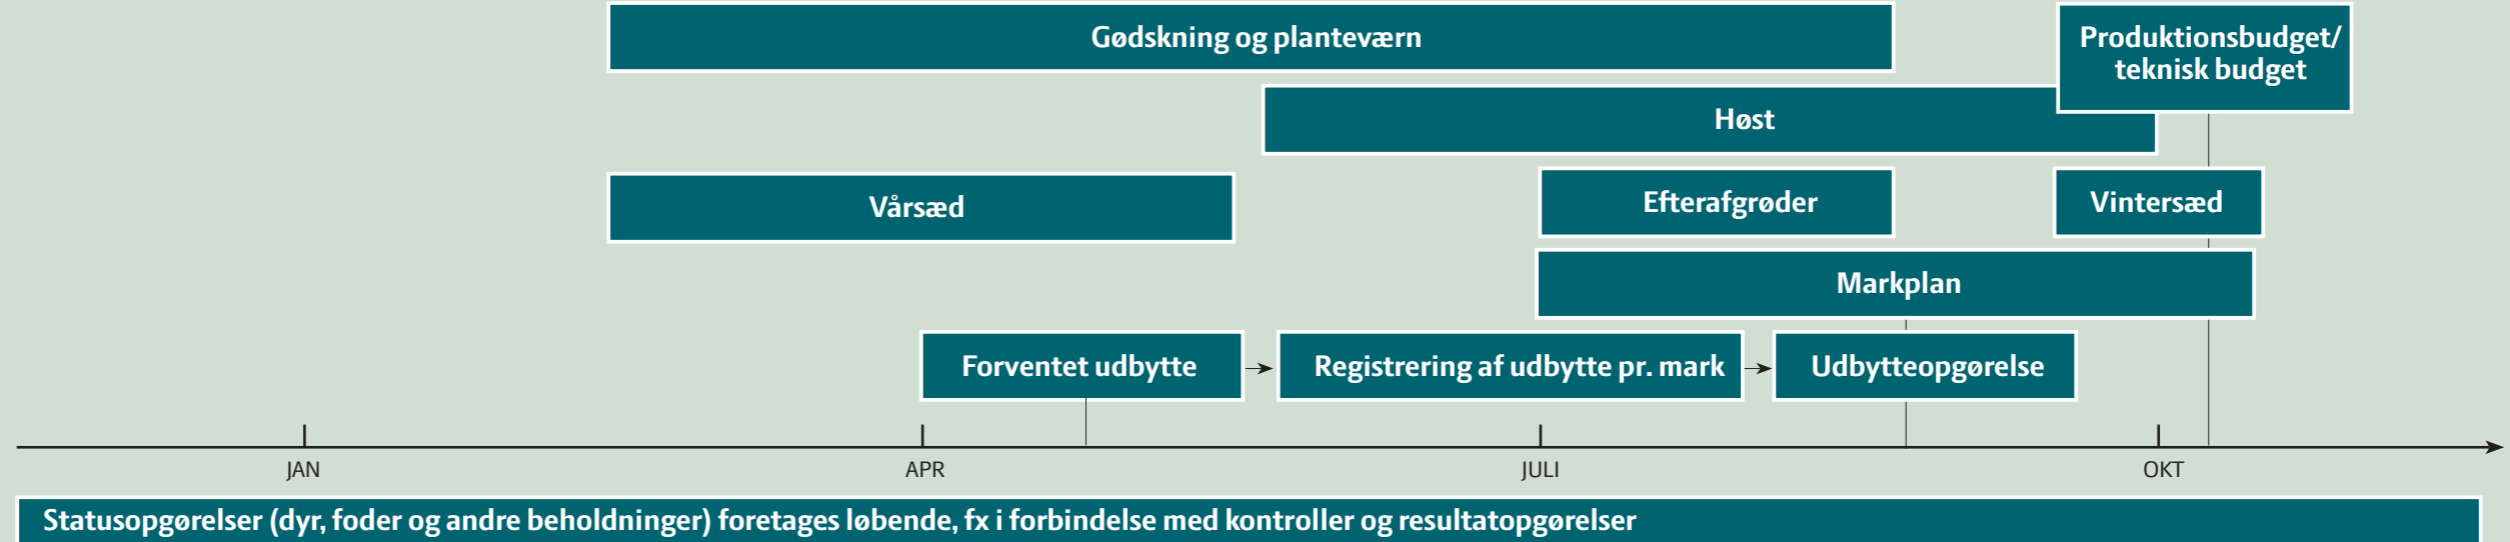 Gødskning og planteværn
Produktionsbudget/
teknisk budget
Høst
Vårsæd
Efterafgrøder
Vintersæd
Markplan
Forventet udbytte
Registrering af udbytte pr. mark
Udbytteopgørelse
JAN
APR
JULI
OKT
Statusopgørelser (dyr, foder og andre beholdninger) foretages løbende, fx i forbindelse med kontroller og resultatopgørelser